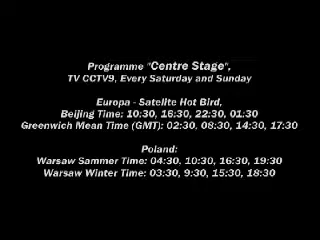 Programme "Centre Stage",
TV CCTV9, Every Saturday and Sunday
Europa - Satelite Hot Bird,
Beijing Time: 10:30, 16:30, 22:30, 01:30
Greenwich Mean Time (GMT): 02:30, 08:30, 14:30, 17:30
Poland:
Warsaw Sammer Time: 04:30, 10:30, 16:30, 19:30
Warsaw Winter Time: 03:30, 9:30, 15:30, 18:30